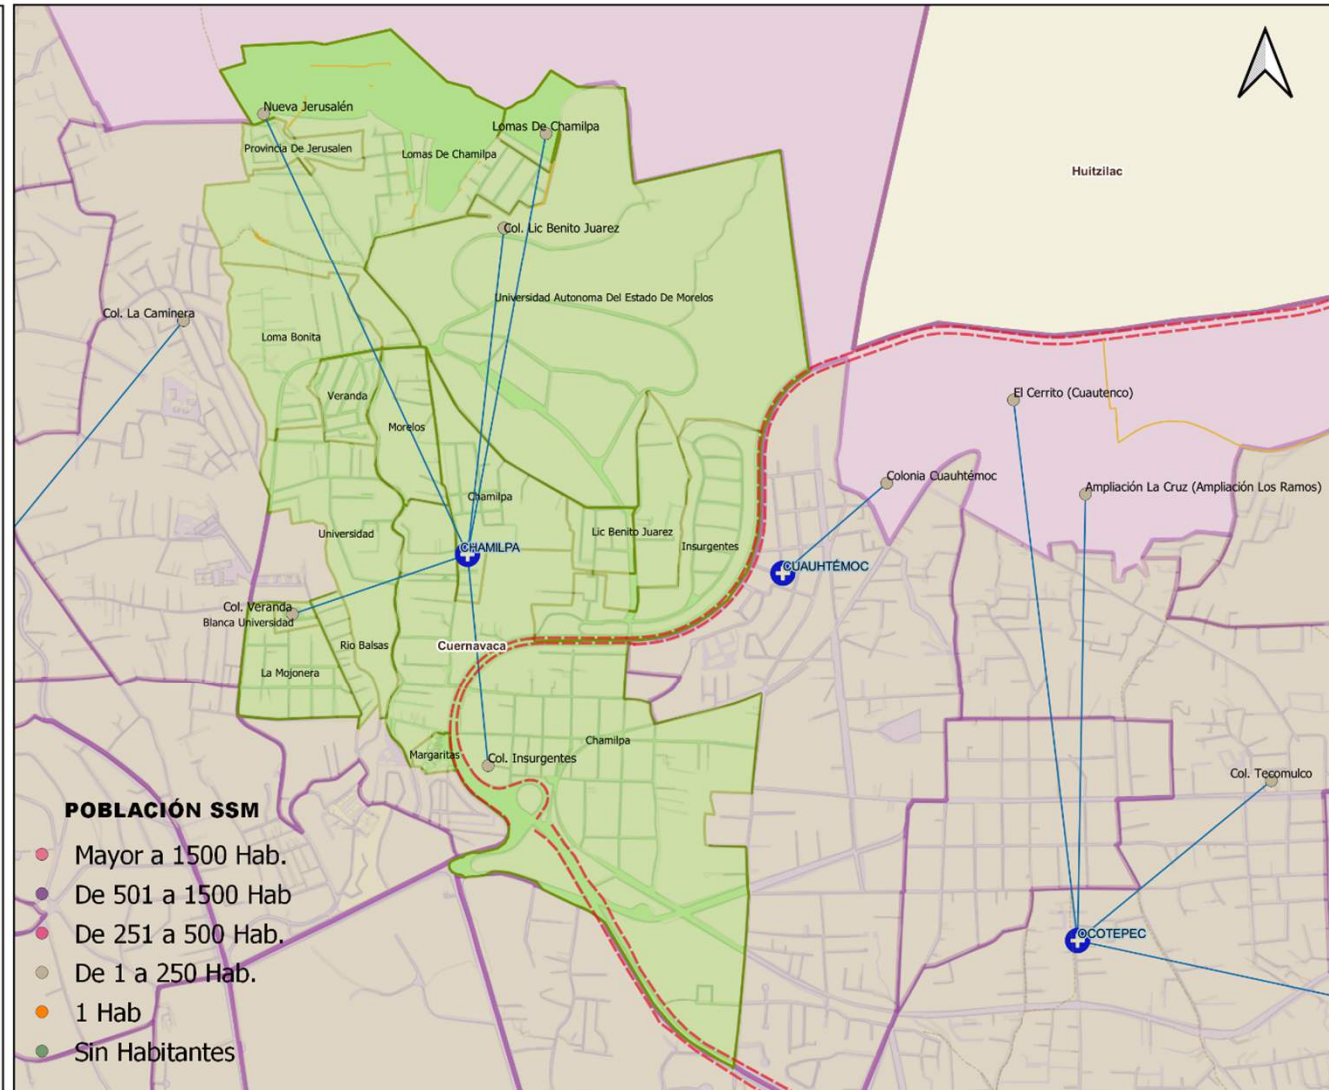 Nueva Jerusalén
Lomas De Chamilpa
Provincia De Jerusalen
Lomas De Chamilpa
Huitzilac
Col. Lic Benito Juarez
Universidad Autonoma Del Estado De Morelos
Col. La Caminera
Loma Bonita
Veranda
El Cerrito (Cuautenco)
Morelos
Colonia Cuauhtémoc
Ampliación La Cruz (Ampliación Los Ramos)
Chamilpa
Universidad
Lic Benito Juarez
Insurgentes
CHAMILPA
CUAUHTÉMOC
Col. Veranda
Blanca Universidad
Rio Balsas
Cuernavaca
La Mojonera
Chamilpa
Margaritas
Col. Insurgentes
Col. Tecomulco
OCOTEPEC
POBLACIÓN SSM
Mayor a 1500 Hab.
De 501 a 1500 Hab
De 251 a 500 Hab.
De 1 a 250 Hab.
1 Hab
Sin Habitantes